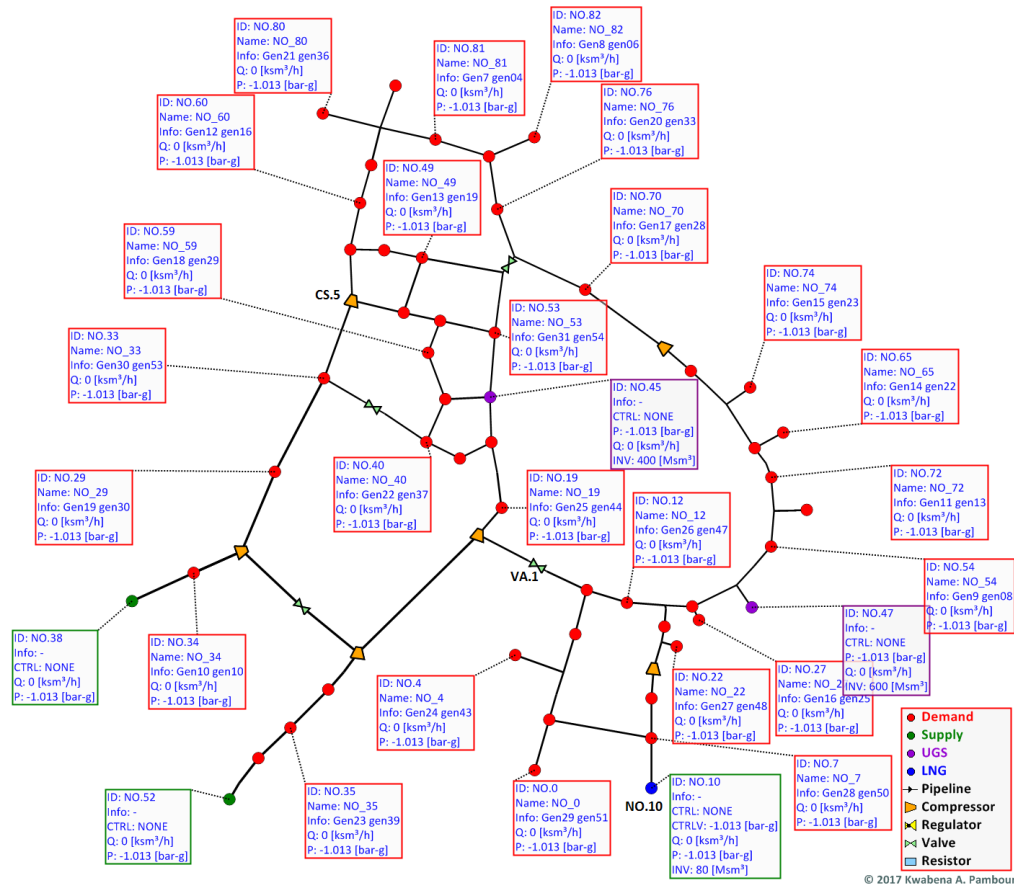 ID: NO.80
Name: NO_80
Info: Gen21 gen36
Q: 0 [ksm³/h]
P: -1.013 [bar-g]
ID: NO.81
Name: NO_81
Info: Gen7 gen04
Q: 0 [ksm³/h]
P: -1.013 [bar-g]
ID: NO.82
Name: NO_82
Info: Gen8 gen06
Q: 0 [ksm³/h]
P: -1.013 [bar-g]
ID: NO.60
Name: NO_60
Info: Gen12 gen16
Q: 0 [ksm³/h]
P: -1.013 [bar-g]
ID: NO.76
Name: NO_76
Info: Gen20 gen33
Q: 0 [ksm³/h]
P: -1.013 [bar-g]
ID: NO.49
Name: NO_49
Info: Gen13 gen19
Q: 0 [ksm³/h]
P: -1.013 [bar-g]
ID: NO.70
Name: NO_70
Info: Gen17 gen28
Q: 0 [ksm³/h]
P: -1.013 [bar-g]
ID: NO.59
Name: NO_59
Info: Gen18 gen29
Q: 0 [ksm³/h]
P: -1.013 [bar-g]
ID: NO.74
Name: NO_74
Info: Gen15 gen23
Q: 0 [ksm³/h]
P: -1.013 [bar-g]
CS.5
ID: NO.53
Name: NO_53
Info: Gen31 gen54
Q: 0 [ksm³/h]
P: -1.013 [bar-g]
ID: NO.33
Name: NO_33
Info: Gen30 gen53
Q: 0 [ksm³/h]
P: -1.013 [bar-g]
ID: NO.65
Name: NO_65
Info: Gen14 gen22
Q: 0 [ksm³/h]
P: -1.013 [bar-g]
ID: NO.45
Info: -
CTRL: NONE
P: -1.013 [bar-g]
Q: 0 [ksm³/h]
INV: 400 [Msm³]
ID: NO.29
Name: NO_29
Info: Gen19 gen30
Q: 0 [ksm³/h]
P: -1.013 [bar-g]
ID: NO.40
Name: NO_40
Info: Gen22 gen37
Q: 0 [ksm³/h]
P: -1.013 [bar-g]
ID: NO.19
Name: NO_19
Info: Gen25 gen44
Q: 0 [ksm³/h]
P: -1.013 [bar-g]
ID: NO.12
Name: NO_12
Info: Gen26 gen47
Q: 0 [ksm³/h]
P: -1.013 [bar-g]
ID: NO.72
Name: NO_72
Info: Gen11 gen13
Q: 0 [ksm³/h]
P: -1.013 [bar-g]
VA.1
ID: NO.54
Name: NO_54
Info: Gen9 gen08
Q: 0 [ksm³/h]
P: -1.013 [bar-g]
ID: NO.47
Info: -
CTRL: NONE
P: -1.013 [bar-g]
Q: 0 [ksm³/h]
INV: 600 [Msm³]
ID: NO.38
Info: -
CTRL: NONE
Q: 0 [ksm³/h]
P: -1.013 [bar-g]
ID: NO.34
Name: NO_34
Info: Gen10 gen10
Q: 0 [ksm³/h]
P: -1.013 [bar-g]
ID: NO.4
Name: NO_4
Info: Gen24 gen43
Q: 0 [ksm³/h]
P: -1.013 [bar-g]
ID: NO.22
Name: NO_22
Info: Gen27 gen48
Q: 0 [ksm³/h]
P: -1.013 [bar-g]
ID: NO.27
Name: NO_2
Info: Gen16 gen25
Q: 0 [ksm³/h]
P: -1.013 [bar-g]
ID: NO.52
Info: -
CTRL: NONE
Q: 0 [ksm³/h]
P: -1.013 [bar-g]
ID: NO.35
Name: NO_35
Info: Gen23 gen39
Q: 0 [ksm³/h]
P: -1.013 [bar-g]
ID: NO.0
Name: NO_0
Info: Gen29 gen51
Q: 0 [ksm³/h]
P: -1.013 [bar-g]
NO.10
ID: NO.10
Info: -
CTRL: NONE
CTRLV: -1.013 [bar-g]
Q: 0 [ksm³/h]
P: -1.013 [bar-g]
INV: 80 [Msm³]
ID: NO.7
Name: NO_7
Info: Gen28 gen50
Q: 0 [ksm³/h]
P: -1.013 [bar-g]
Demand
Supply
UGS
LNG
Pipeline
Compressor
Regulator
Valve
Resistor
© 2017 Kwabena A. Pambour